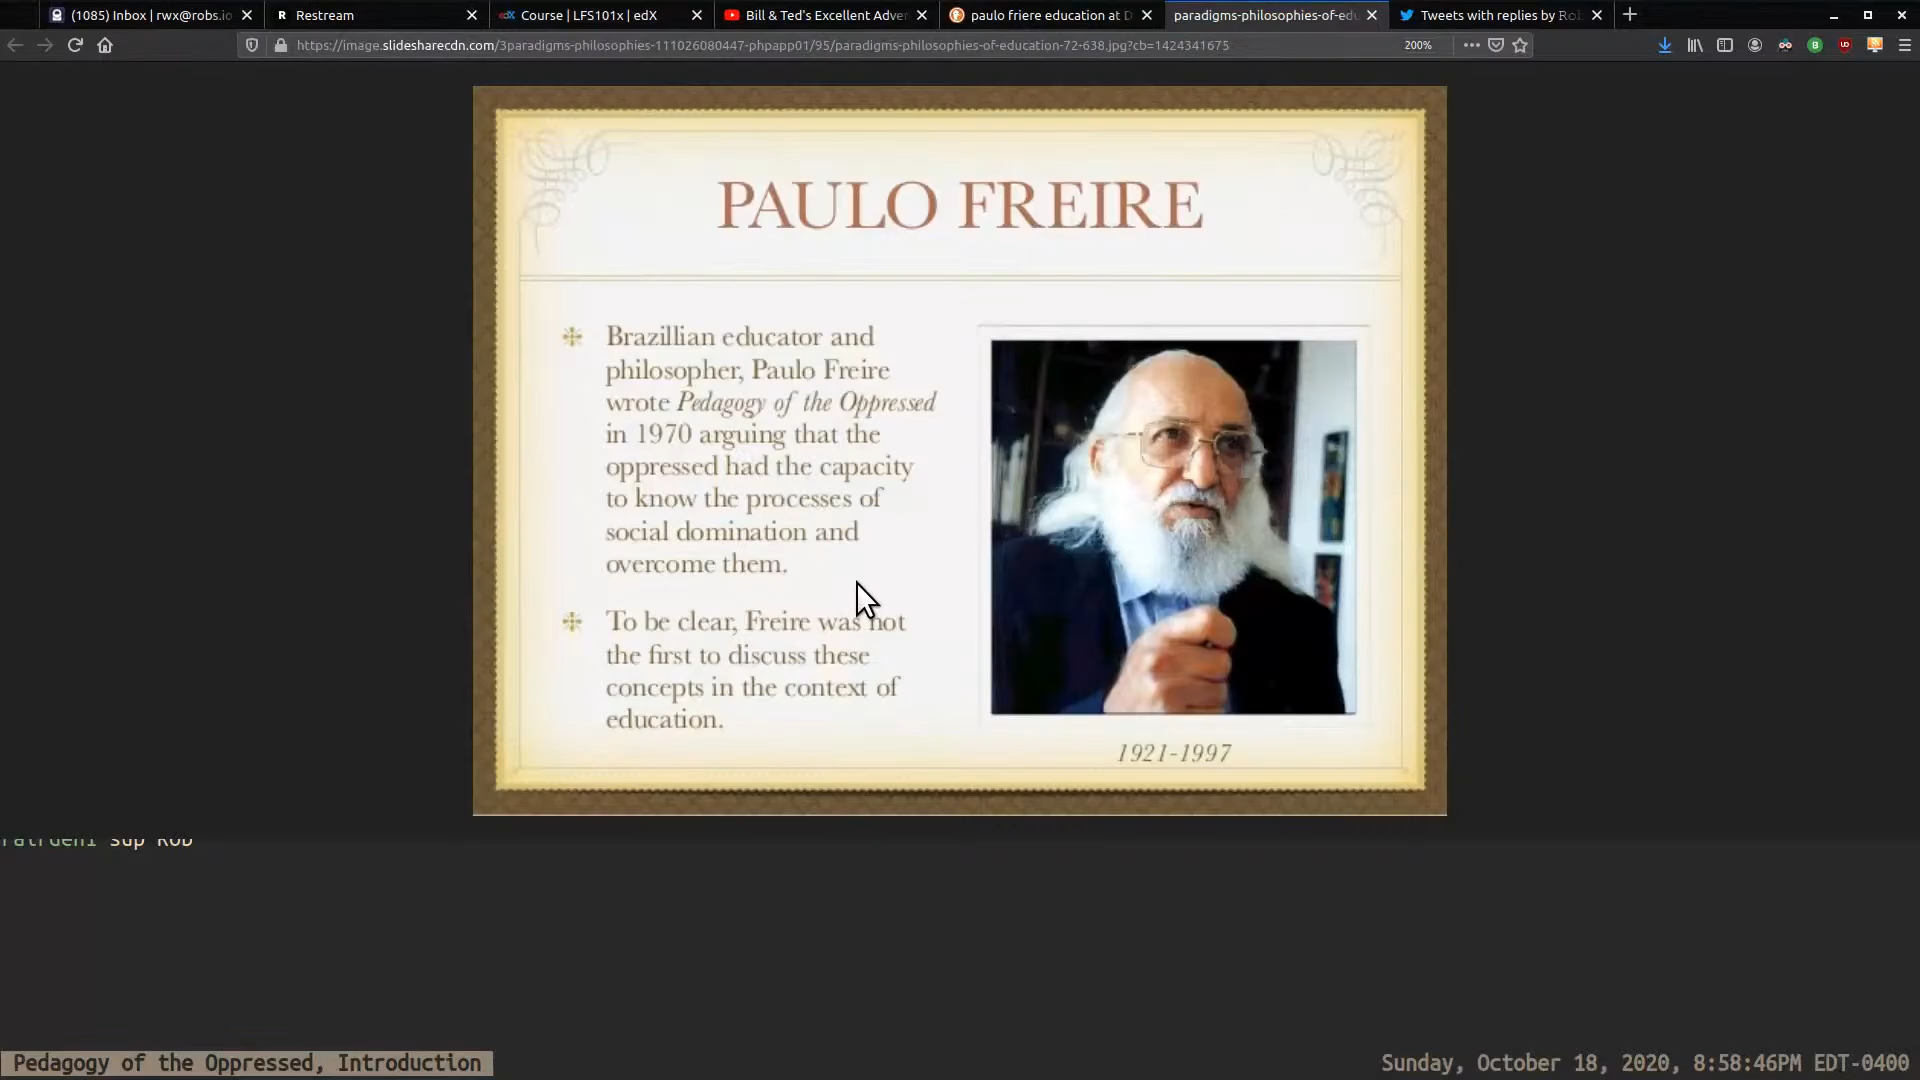 (1085) Inbox | rwx@robs.io
Restream
Course | LFS101x | edX
Bill & Ted's Excellent Adve
paulo friere education at D
paradigms-philosophies-of-edu
Tweets with replies by Ro
https://image.slidesharecdn.com/3paradigms-philosophies-111026080447-phpapp01/95/paradigms-philosophies-of-education-72-638.jpg?cb=1424341675
200%
PAULO FREIRE
Brazillian educator and
philosopher, Paulo Freire
wrote Pedagogy of the Oppressed
in 1970 arguing that the
oppressed had the capacity
to know the processes of
social domination and
overcome them.
To be clear, Freire was not
the first to discuss these
concepts in the context of
education.
1921-1997
sup Rob
Pedagogy of the Oppressed, Introduction
Sunday, October 18, 2020, 8:58:46PM EDT-0400